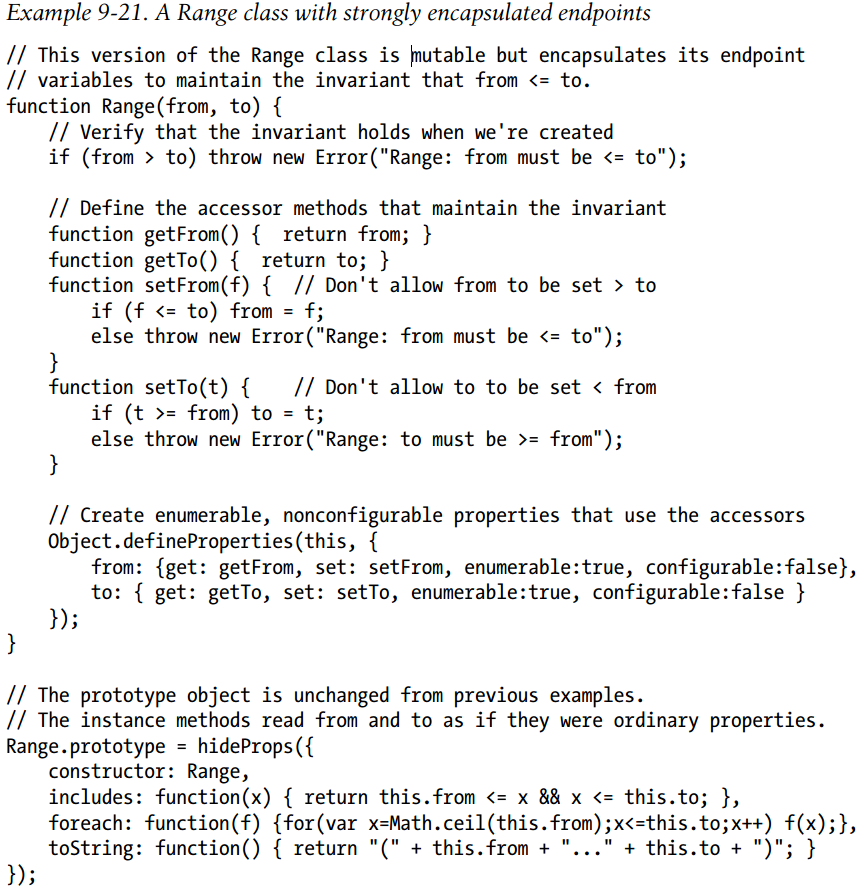 Example 9-21. A Range class with strongly encapsulated endpoints
// This version of the Range class is mutable but encapsulates its endpoint
// variables to maintain the invariant that from <= to.
function Range(from, to) {
    // Verify that the invariant holds when we're created
    if (from > to) throw new Error("Range: from must be <= to");

    // Define the accessor methods that maintain the invariant
    function getFrom() {  return from; }
    function getTo() {  return to; }
    function setFrom(f) {  // Don't allow from to be set > to
        if (f <= to) from = f;
        else throw new Error("Range: from must be <= to");
    }
    function setTo(t) {    // Don't allow to to be set < from
        if (t >= from) to = t;
        else throw new Error("Range: to must be >= from");
    }

    // Create enumerable, nonconfigurable properties that use the accessors
    Object.defineProperties(this, {
        from: {get: getFrom, set: setFrom, enumerable:true, configurable:false},
        to: { get: getTo, set: setTo, enumerable:true, configurable:false }
    });
}

// The prototype object is unchanged from previous examples.
// The instance methods read from and to as if they were ordinary properties.
Range.prototype = hideProps({
    constructor: Range,
    includes: function(x) { return this.from <= x && x <= this.to; },
    foreach: function(f) {for(var x=Math.ceil(this.from);x<=this.to;x++) f(x);},
    toString: function() { return "(" + this.from + "..." + this.to + ")"; }
});